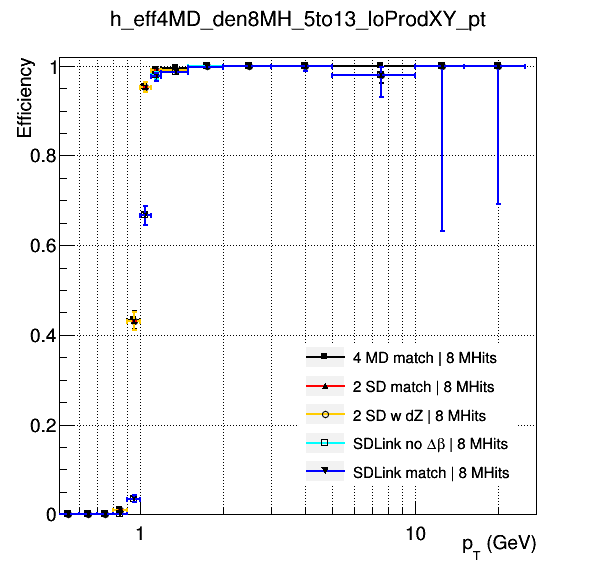 h_eff4MD_den8MH_5to13_loProdXY_pt
Efficiency
1
0.8
0.6
0.4
0.2
0
4 MD match | 8 MHits
2 SD match | 8 MHits
2 SD w dZ | 8 MHits
SDLink no Δβ | 8 MHits
SDLink match | 8 MHits
1
10
p_T (GeV)